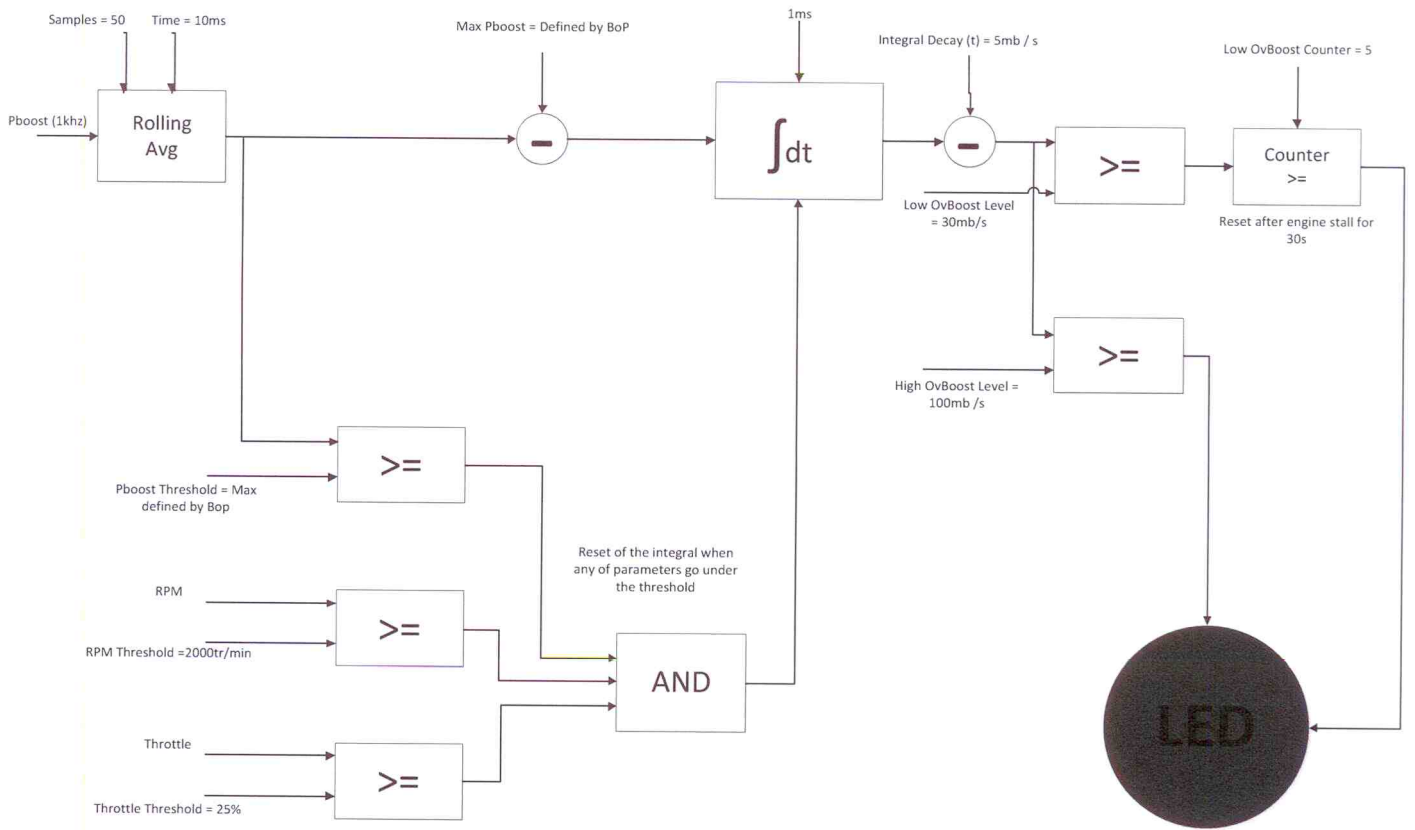 Samples = 50
Time = 10ms
Max Pboost = Defined by BoP
1ms
Integral Decay (t) = 5mb / s
Low OvBoost Counter = 5
Pboost (1khz)
Rolling
Avg
-
∫dt
-
>=
Counter
>=
Low OvBoost Level
= 30mb/s
Reset after engine stall for
30s
>=
High OvBoost Level =
100mb /s
>=
Pboost Threshold = Max
defined by Bop
Reset of the integral when
any of parameters go under
the threshold
RPM
>=
RPM Threshold =2000tr/min
AND
LED
Throttle
>=
Throttle Threshold = 25%